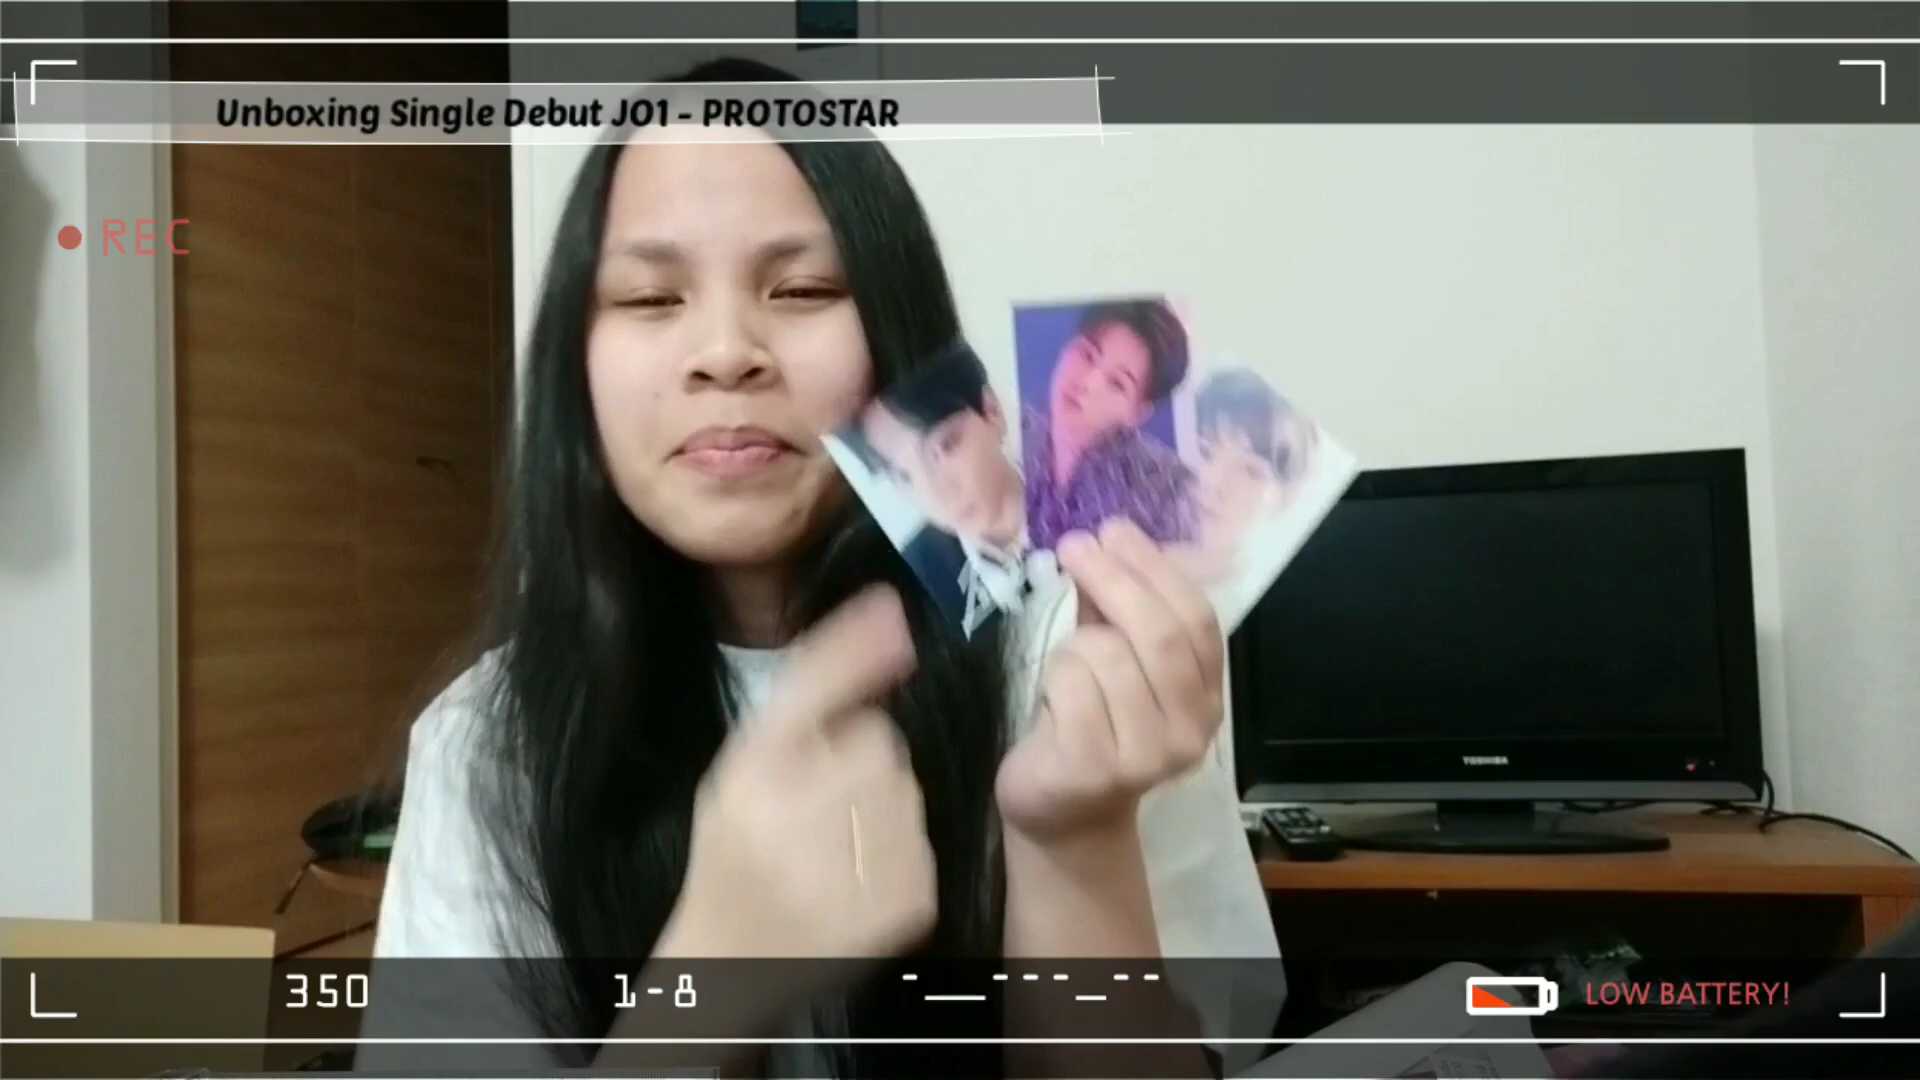 Unboxing Single Debut JO1 - PROTOSTAR
REC
TOSHIBA
350
1-8
LOW BATTERY!